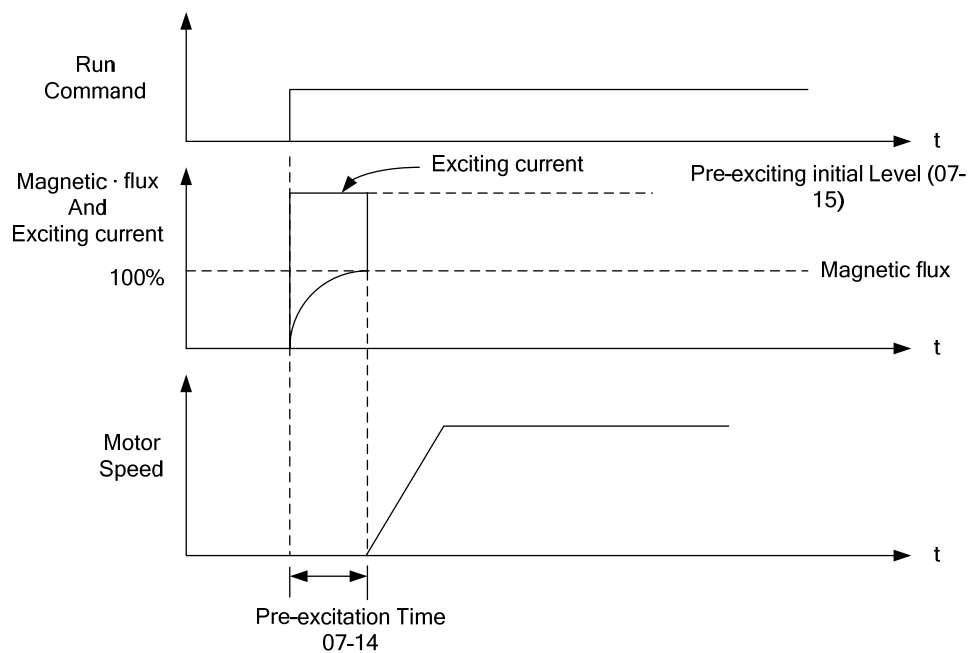 Run
Command
t
Exciting current
Pre-exciting initial Level (07-
15)
Magnetic · flux
And
Exciting current
100%
Magnetic flux
t
Motor
Speed
t
Pre-excitation Time
07-14